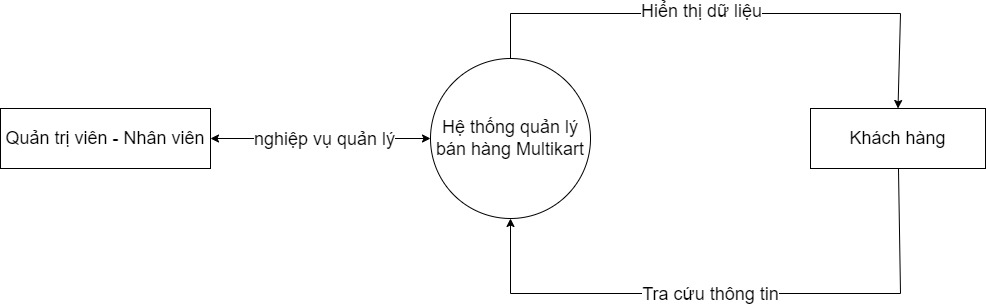 Hiển thị dữ liệu
Quản trị viên - Nhân viên
nghiệp vụ quản lý
Hệ thống quản lý
bán hàng Multikart
Khách hàng
Tra cứu thông tin